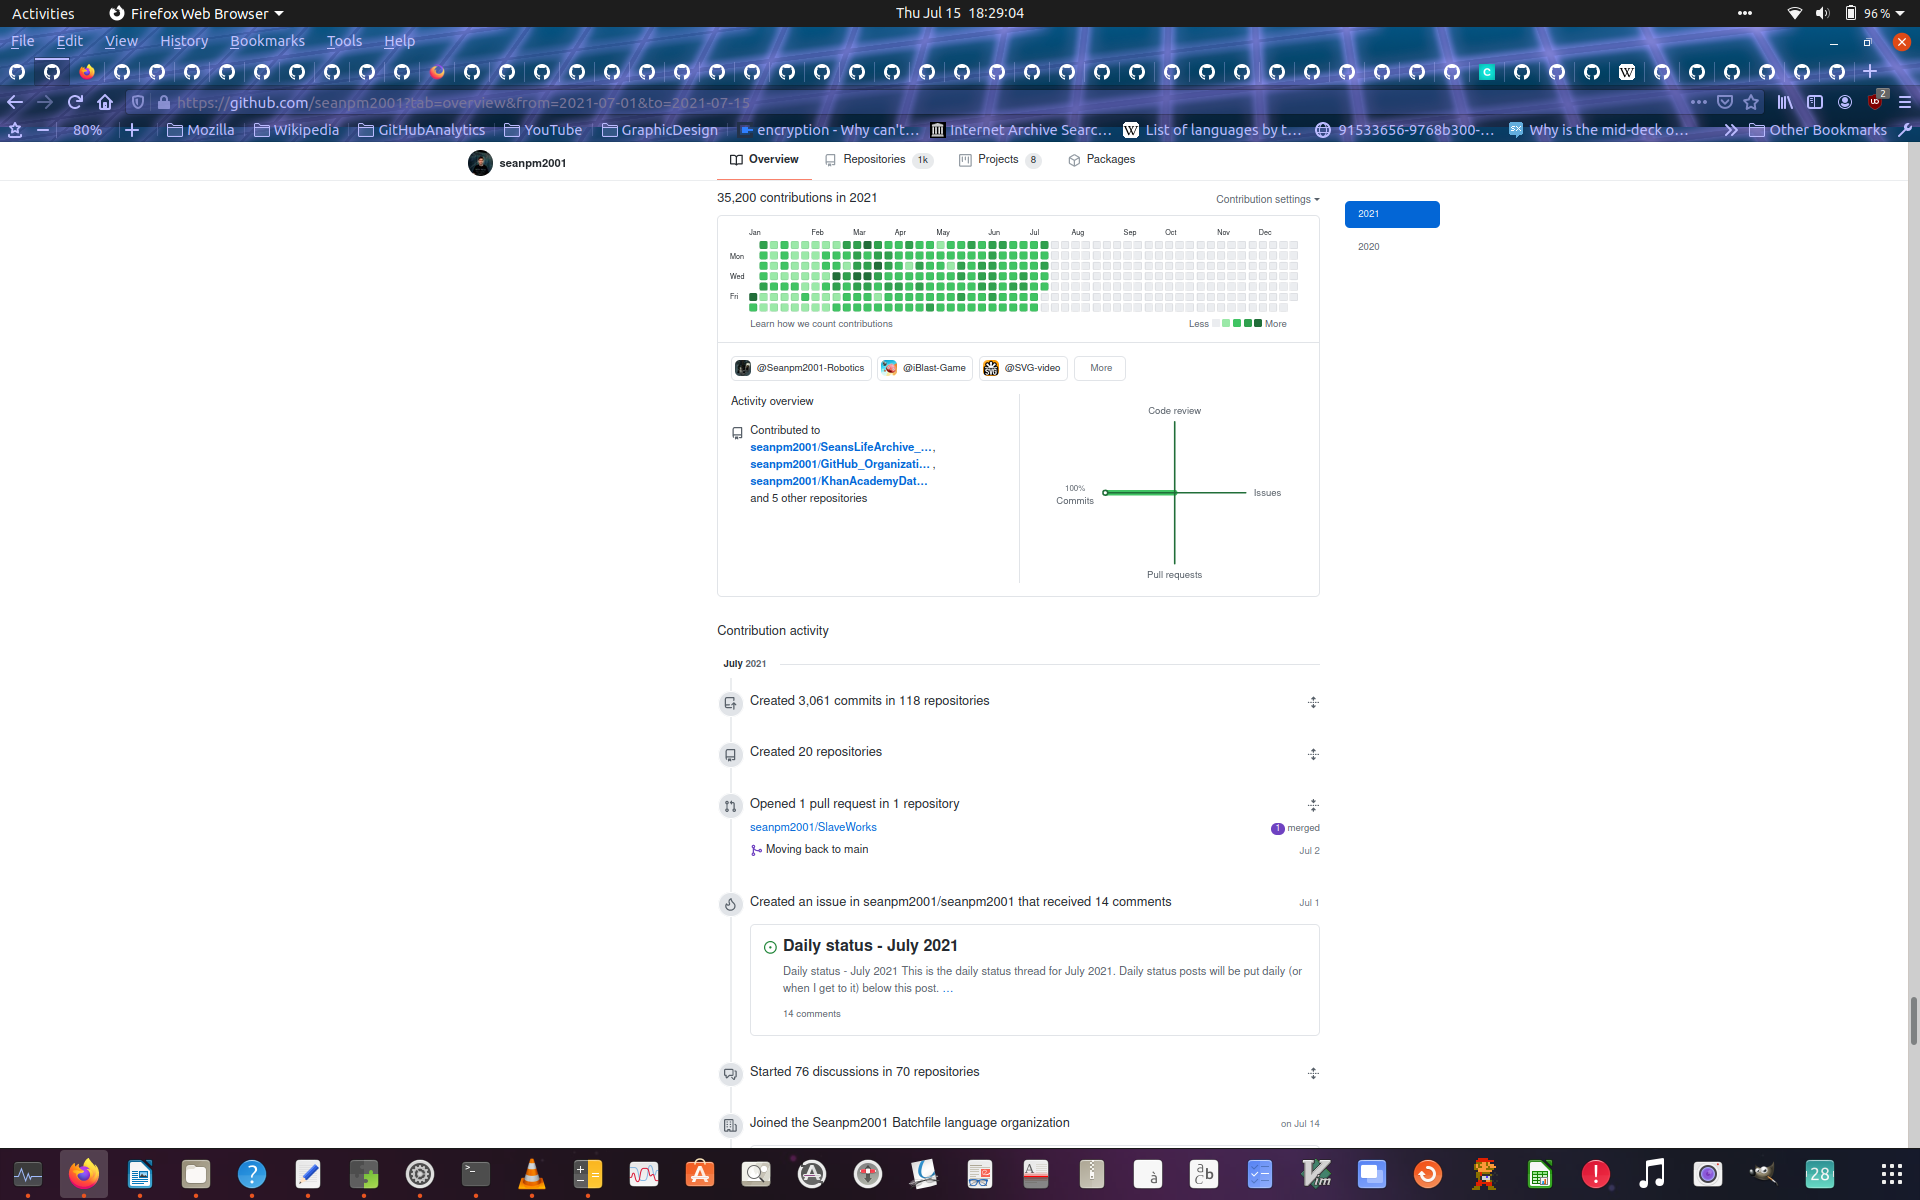 Activities
Firefox Web Browser
Thu Jul 15 18:29:04
96 %
File Edit View History Bookmarks Tools Help
https://github.com/seanpm2001?tab=overview&from=2021-07-01&to=2021-07-15
2
80%
Mozilla
Wikipedia
GitHubAnalytics
YouTube
GraphicDesign
encryption - Why can't…
Internet Archive Searc…
List of languages by t…
91533656-9768b300-…
Why is the mid-deck o…
Other Bookmarks
seanpm2001
Overview
Repositories 1k
Projects 8
Packages
35,200 contributions in 2021
Contribution settings
2021
2020
Jan Feb Mar Apr May Jun Jul Aug Sep Oct Nov Dec
Mon
Wed
Fri
Learn how we count contributions
Less More
@Seanpm2001-Robotics
@iBlast-Game
@SVG-video
More
Activity overview
Contributed to
seanpm2001/SeansLifeArchive_…,
seanpm2001/GitHub_Organizati… ,
seanpm2001/KhanAcademyDat…
and 5 other repositories
Code review
100%
Commits
Issues
Pull requests
Contribution activity
July 2021
Created 3,061 commits in 118 repositories
Created 20 repositories
Opened 1 pull request in 1 repository
seanpm2001/SlaveWorks
1 merged
Moving back to main
Jul 2
Created an issue in seanpm2001/seanpm2001 that received 14 comments
Jul 1
Daily status - July 2021
Daily status - July 2021 This is the daily status thread for July 2021. Daily status posts will be put daily (or
when I get to it) below this post. …
14 comments
Started 76 discussions in 70 repositories
Joined the Seanpm2001 Batchfile language organization
on Jul 14
28